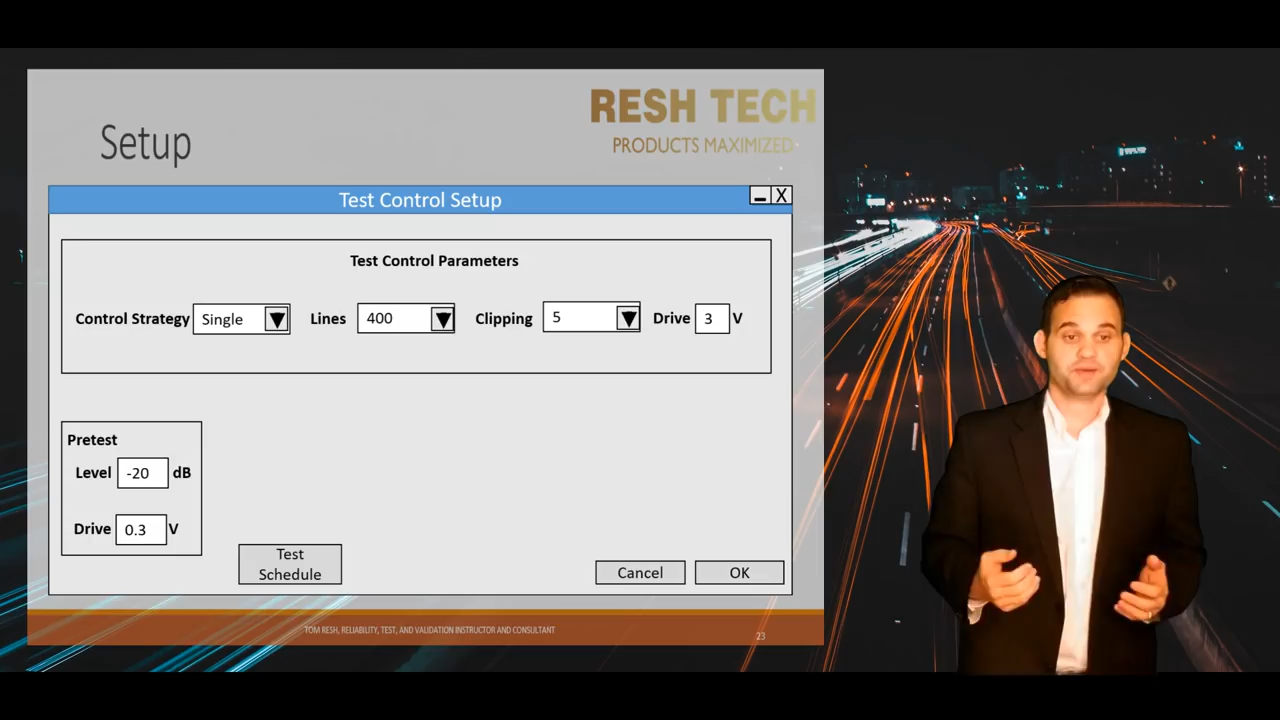 RESH TECH
PRODUCTS MAXIMIZED
Setup
Test Control Setup
X
Test Control Parameters
Control Strategy Single Lines 400 Clipping 5 Drive 3 V
Pretest
Level -20 dB
Drive 0.3 V
Test
Schedule
Cancel OK
TOM RESH, RELIABILITY, TEST, AND VALIDATION INSTRUCTOR AND CONSULTANT
23